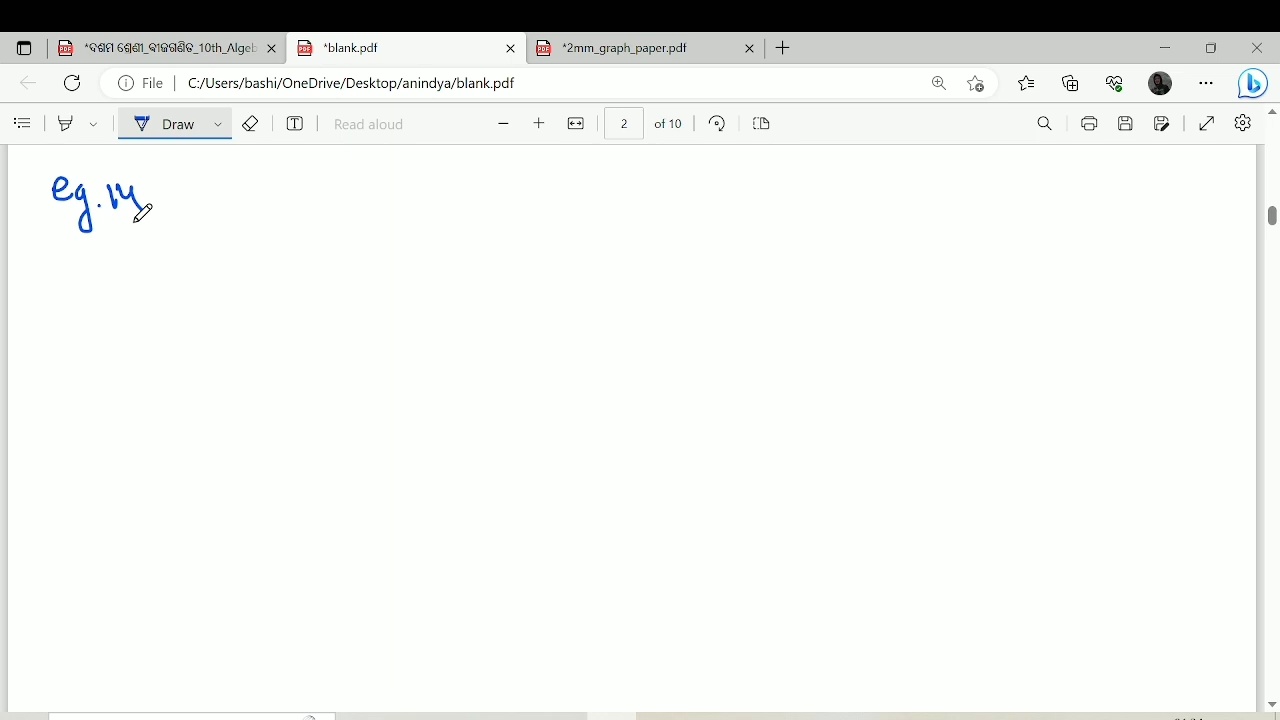 *ଦଶମ ଶ୍ରେଣୀ_ବୀଜଗଣିତ_10th_Algeb
*blank.pdf
*2mm_graph_paper.pdf
File
C:/Users/bashi/OneDrive/Desktop/anindya/blank.pdf
Draw
Read aloud
2 of 10
eg. 14